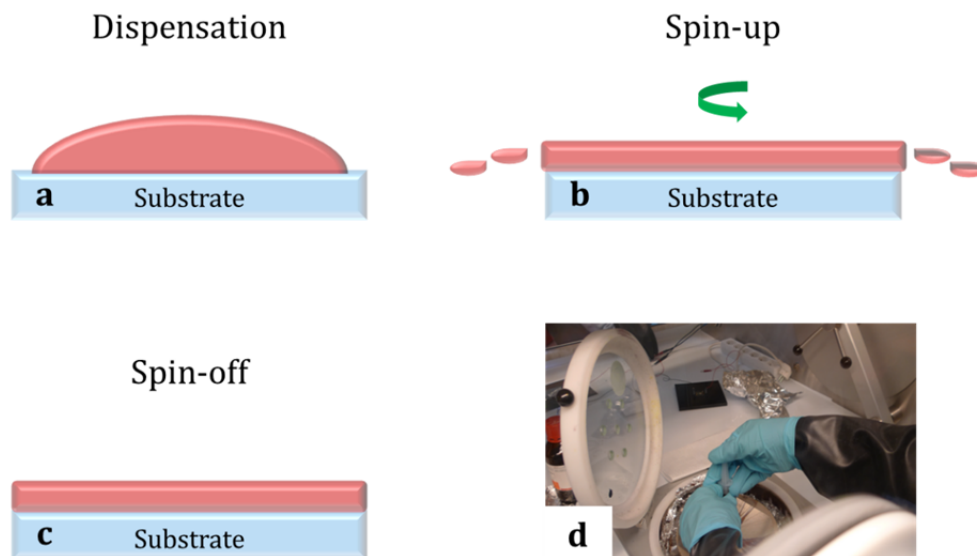 Dispensation
Spin-up
a
Substrate
b
Substrate
Spin-off
c
Substrate
d